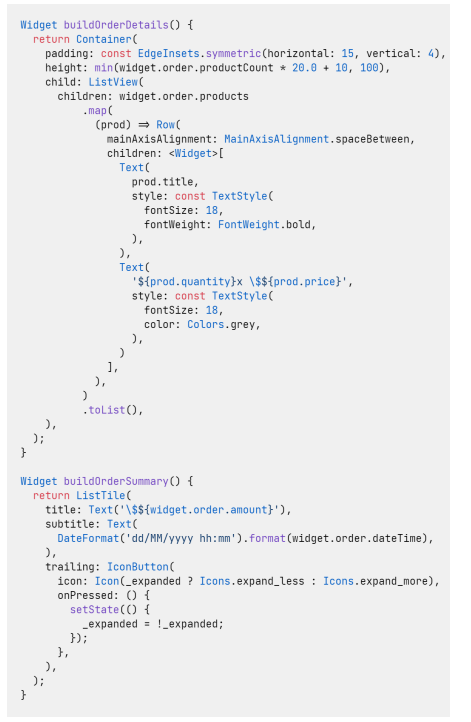 Widget buildOrderDetails() {
  return Container(
    padding: const EdgeInsets.symmetric(horizontal: 15, vertical: 4),
    height: min(widget.order.productCount * 20.0 + 10, 100),
    child: ListView(
      children: widget.order.products
          .map(
            (prod) => Row(
              mainAxisAlignment: MainAxisAlignment.spaceBetween,
              children: <Widget>[
                Text(
                  prod.title,
                  style: const TextStyle(
                    fontSize: 18,
                    fontWeight: FontWeight.bold,
                  ),
                ),
                Text(
                  '${prod.quantity}x \$${prod.price}',
                  style: const TextStyle(
                    fontSize: 18,
                    color: Colors.grey,
                  ),
                )
              ],
            ),
          )
          .toList(),
    ),
  );
}

Widget buildOrderSummary() {
  return ListTile(
    title: Text('\$${widget.order.amount}'),
    subtitle: Text(
      DateFormat('dd/MM/yyyy hh:mm').format(widget.order.dateTime),
    ),
    trailing: IconButton(
      icon: Icon(_expanded ? Icons.expand_less : Icons.expand_more),
      onPressed: () {
        setState(() {
          _expanded = !_expanded;
        });
      },
    ),
  );
}